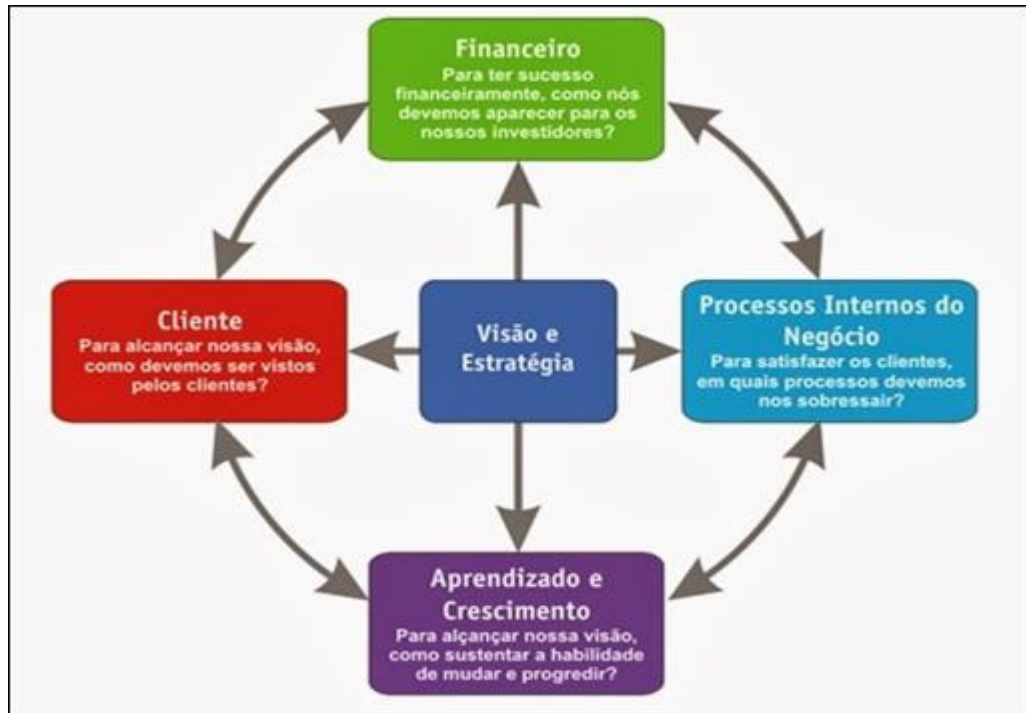 Financeiro
Para ter sucesso
financeiramente, como nós
devemos aparecer para os
nossos investidores?
Cliente
Para alcançar nossa visão,
como devemos ser vistos
pelos clientes?
Visão e
Estratégia
Processos Internos do
Negócio
Para satisfazer os clientes,
em quais processos devemos
nos sobressair?
Aprendizado e
Crescimento
Para alçançar nossa visão,
como sustentar a habilidade
de mudar e progredir?